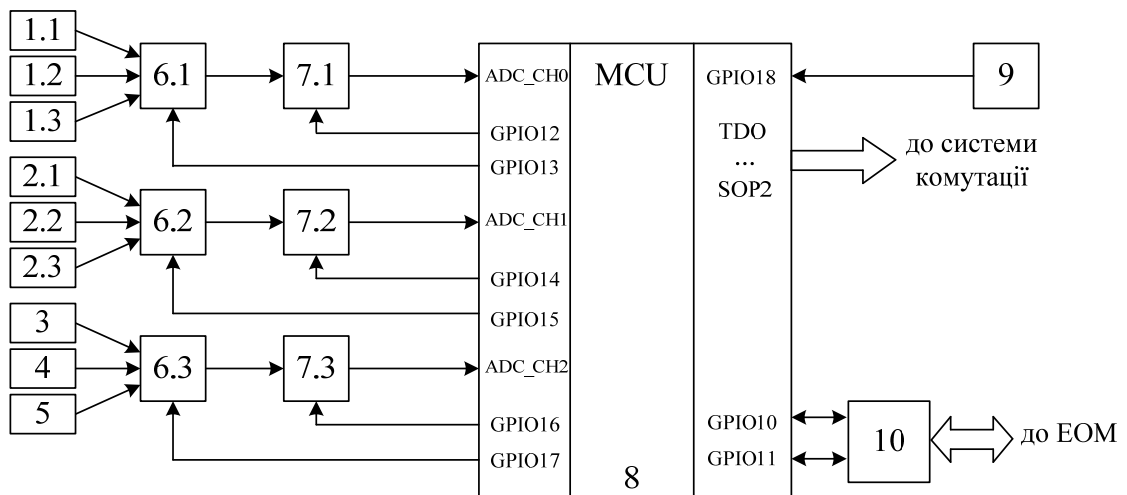 1.1
1.2
1.3
6.1
7.1
ADC_CH0
MCU
GPIO18
9
GPIO12
GPIO13
TDO
...
SOP2
до системи
комутації
2.1
2.2
2.3
6.2
7.2
ADC_CH1
GPIO14
GPIO15
3
4
5
6.3
7.3
ADC_CH2
GPIO16
GPIO17
8
GPIO10
GPIO11
10
до ЕОМ